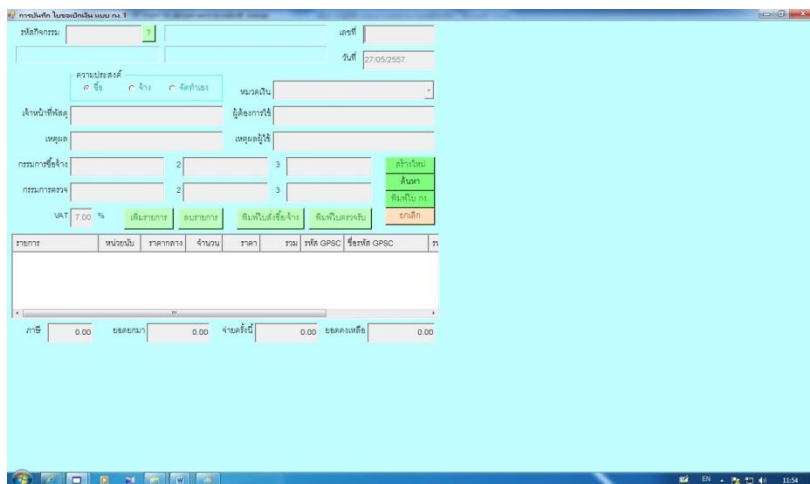 การบันทึก ใบขอเบิกเงิน แบบ กง.1
รหัสกิจกรรม ? เลขที่
วันที่ 27/05/2557
ความประสงค์
ซื้อ จ้าง จัดทำเอง หมวดเงิน
เจ้าหน้าที่พัสดุ ผู้ต้องการใช้
เหตุผล เหตุผลผู้ใช้
กรรมการซื้อจ้าง 2 3 สร้างใหม่
ค้นหา
กรรมการตรวจ 2 3 พิมพ์ใบ กง.
VAT 7.00 % เพิ่มรายการ ลบรายการ พิมพ์ใบสั่งซื้อจ้าง พิมพ์ใบตรวจรับ ยกเลิก
รายการ หน่วยนับ ราคากลาง จำนวน ราคา รวม รหัส GPSC ชื่อรหัส GPSC
ภาษี 0.00 ยอดยกมา 0.00 จ่ายครั้งนี้ 0.00 ยอดคงเหลือ 0.00
EN 11:54